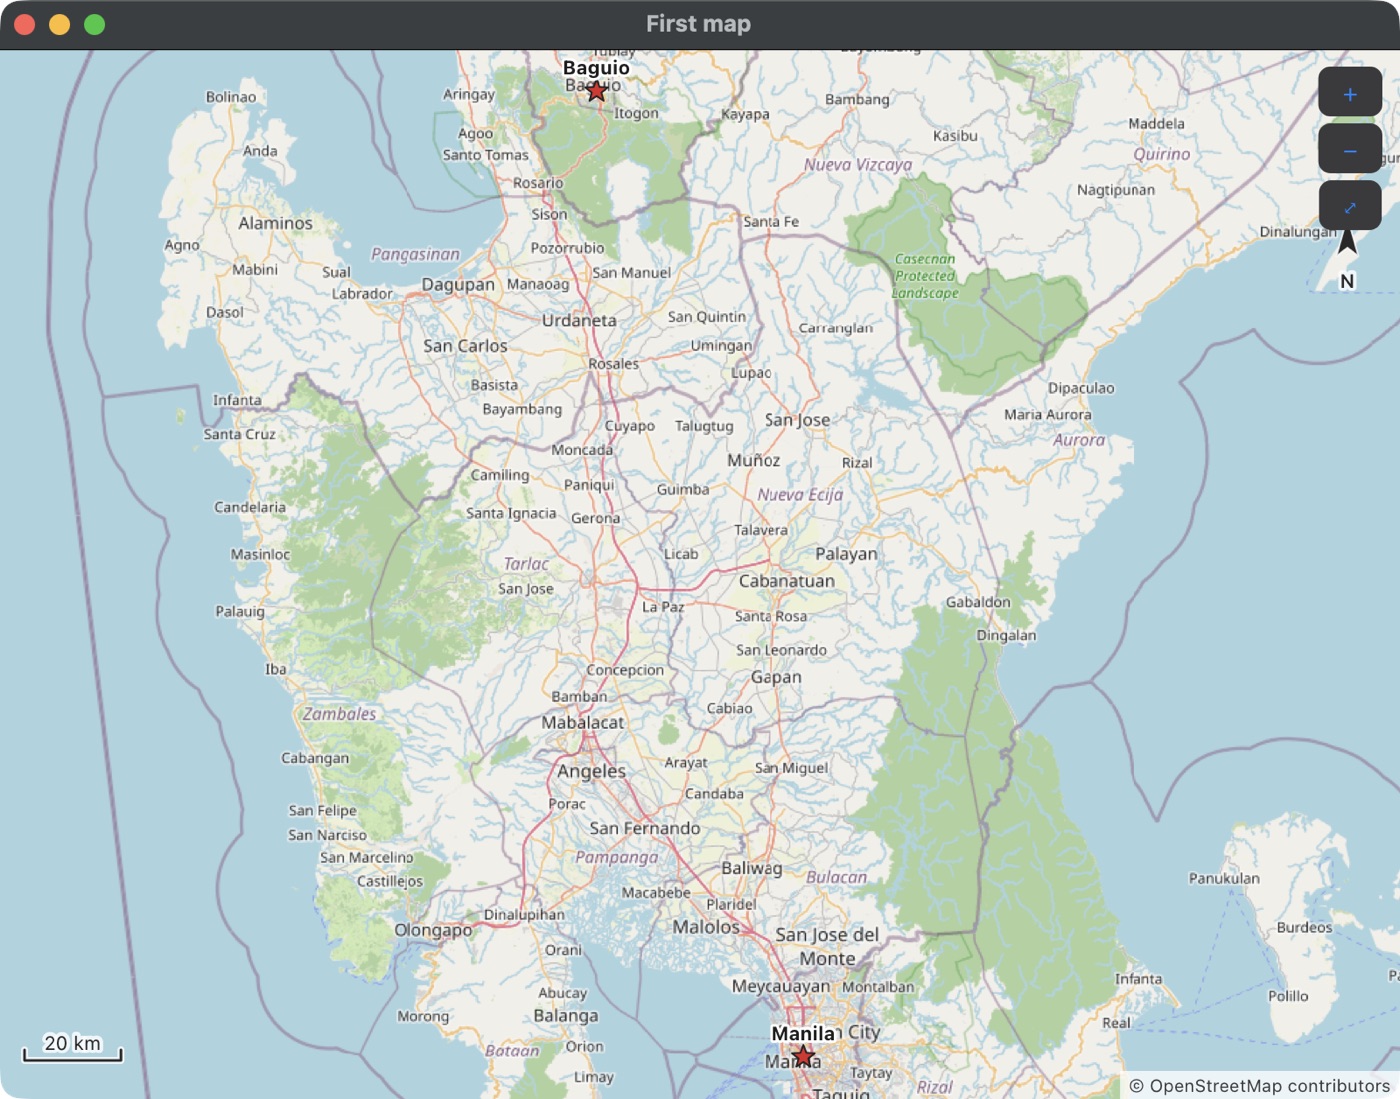 First map
Tublay
Baguio
Baguio
Bolinao
Aringay
Itogon
Bambang
Kayapa
Maddela
Kasibu
Agoo
Anda
Santo Tomas
Nueva Vizcaya
Quirino
Rosario
Nagtipunan
Sison
Santa Fe
Alaminos
Dinalungan
Agno
Pozorrubio
Pangasinan
Casecnan
Protected
Landscape
Mabini
Sual
San Manuel
N
Dagupan
Manaoag
Labrador
Dasol
Urdaneta
San Quintin
Carranglan
San Carlos
Umingan
Rosales
Lupao
Basista
Dipaculao
Infanta
Bayambang
Maria Aurora
Santa Cruz
Cuyapo
Talugtug
San Jose
Aurora
Moncada
Muñoz
Rizal
Camiling
Paniqui
Guimba
Nueva Ecija
Candelaria
Santa Ignacia
Gerona
Talavera
Masinloc
Tarlac
Licab
Palayan
San Jose
Cabanatuan
Palauig
La Paz
Gabaldon
Santa Rosa
Dingalan
San Leonardo
Iba
Concepcion
Gapan
Bamban
Cabiao
Zambales
Mabalacat
Cabangan
Angeles
Arayat
San Miguel
Candaba
Porac
San Felipe
San Narciso
San Fernando
San Marcelino
Pampanga
Castillejos
Baliwag
Bulacan
Panukulan
Macabebe
Plaridel
Dinalupihan
Olongapo
Malolos
San Jose del
Monte
Burdeos
Orani
Meycauayan
Montalban
Infanta
Abucay
Polillo
Morong
Balanga
Real
Manila
City
20 km
Bataan
Orion
Manila
Taytay
Limay
Rizal
Taguig
© OpenStreetMap contributors